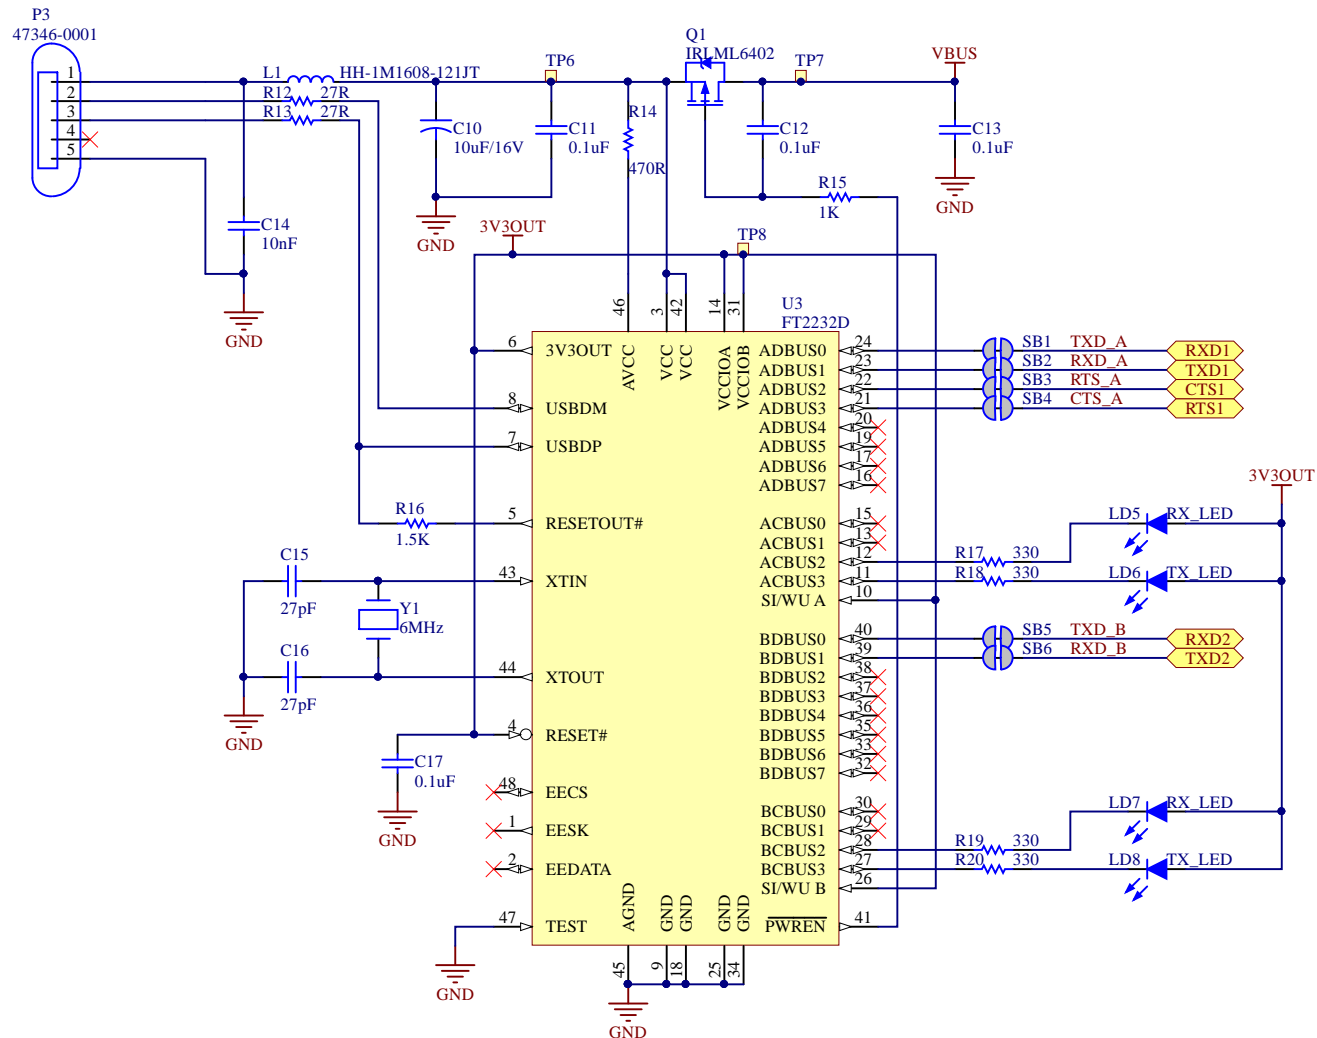 P3
47346-0001
1
2
3
4
5
L1
HH-1M1608-121JT
R12
27R
R13
27R
C14
10nF
GND
C10
10uF/16V
GND
TP6
C11
0.1uF
R14
470R
Q1
IRLML6402
TP7
C12
0.1uF
VBUS
C13
0.1uF
GND
R15
1K
3V3OUT
TP8
U3
FT2232D
46
3
42
14
31
AVCC
VCC
VCC
VCCIOA
VCCIOB
6
3V3OUT
8
USBDM
7
USBDP
R16
1.5K
5
RESETOUT#
C15
27pF
43
XTIN
Y1
6MHz
C16
27pF
44
XTOUT
GND
4
RESET#
C17
0.1uF
GND
48
EECS
1
EESK
2
EEDATA
47
TEST
GND
AGND
GND
GND
GND
GND
45
9
18
25
34
GND
ADBUS0
24
SB1
TXD_A
RXD1
ADBUS1
23
SB2
RXD_A
TXD1
ADBUS2
22
SB3
RTS_A
CTS1
ADBUS3
21
SB4
CTS_A
RTS1
ADBUS4
20
ADBUS5
19
ADBUS6
17
ADBUS7
16
3V3OUT
ACBUS0
15
LD5
RX_LED
ACBUS1
13
ACBUS2
12
R17
330
ACBUS3
11
R18
330
LD6
TX_LED
SI/WU A
10
BDBUS0
40
SB5
TXD_B
RXD2
BDBUS1
39
SB6
RXD_B
TXD2
BDBUS2
38
BDBUS3
37
BDBUS4
36
BDBUS5
35
BDBUS6
33
BDBUS7
32
BCBUS0
30
LD7
RX_LED
BCBUS1
29
BCBUS2
28
R19
330
BCBUS3
27
R20
330
LD8
TX_LED
SI/WU B
26
PWREN
41